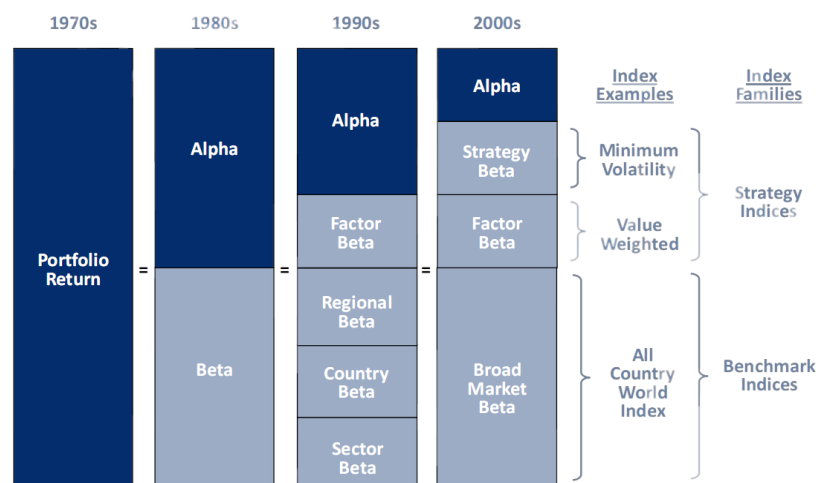 1970s
1980s
1990s
2000s
Index
Examples
Index
Families
Portfolio
Return
=
Alpha
Beta
=
Alpha
Factor
Beta
Regional
Beta
Country
Beta
Sector
Beta
=
Alpha
Strategy
Beta
Factor
Beta
Broad
Market
Beta
Minimum
Volatility
Value
Weighted
All
Country
World
Index
Strategy
Indices
Benchmark
Indices